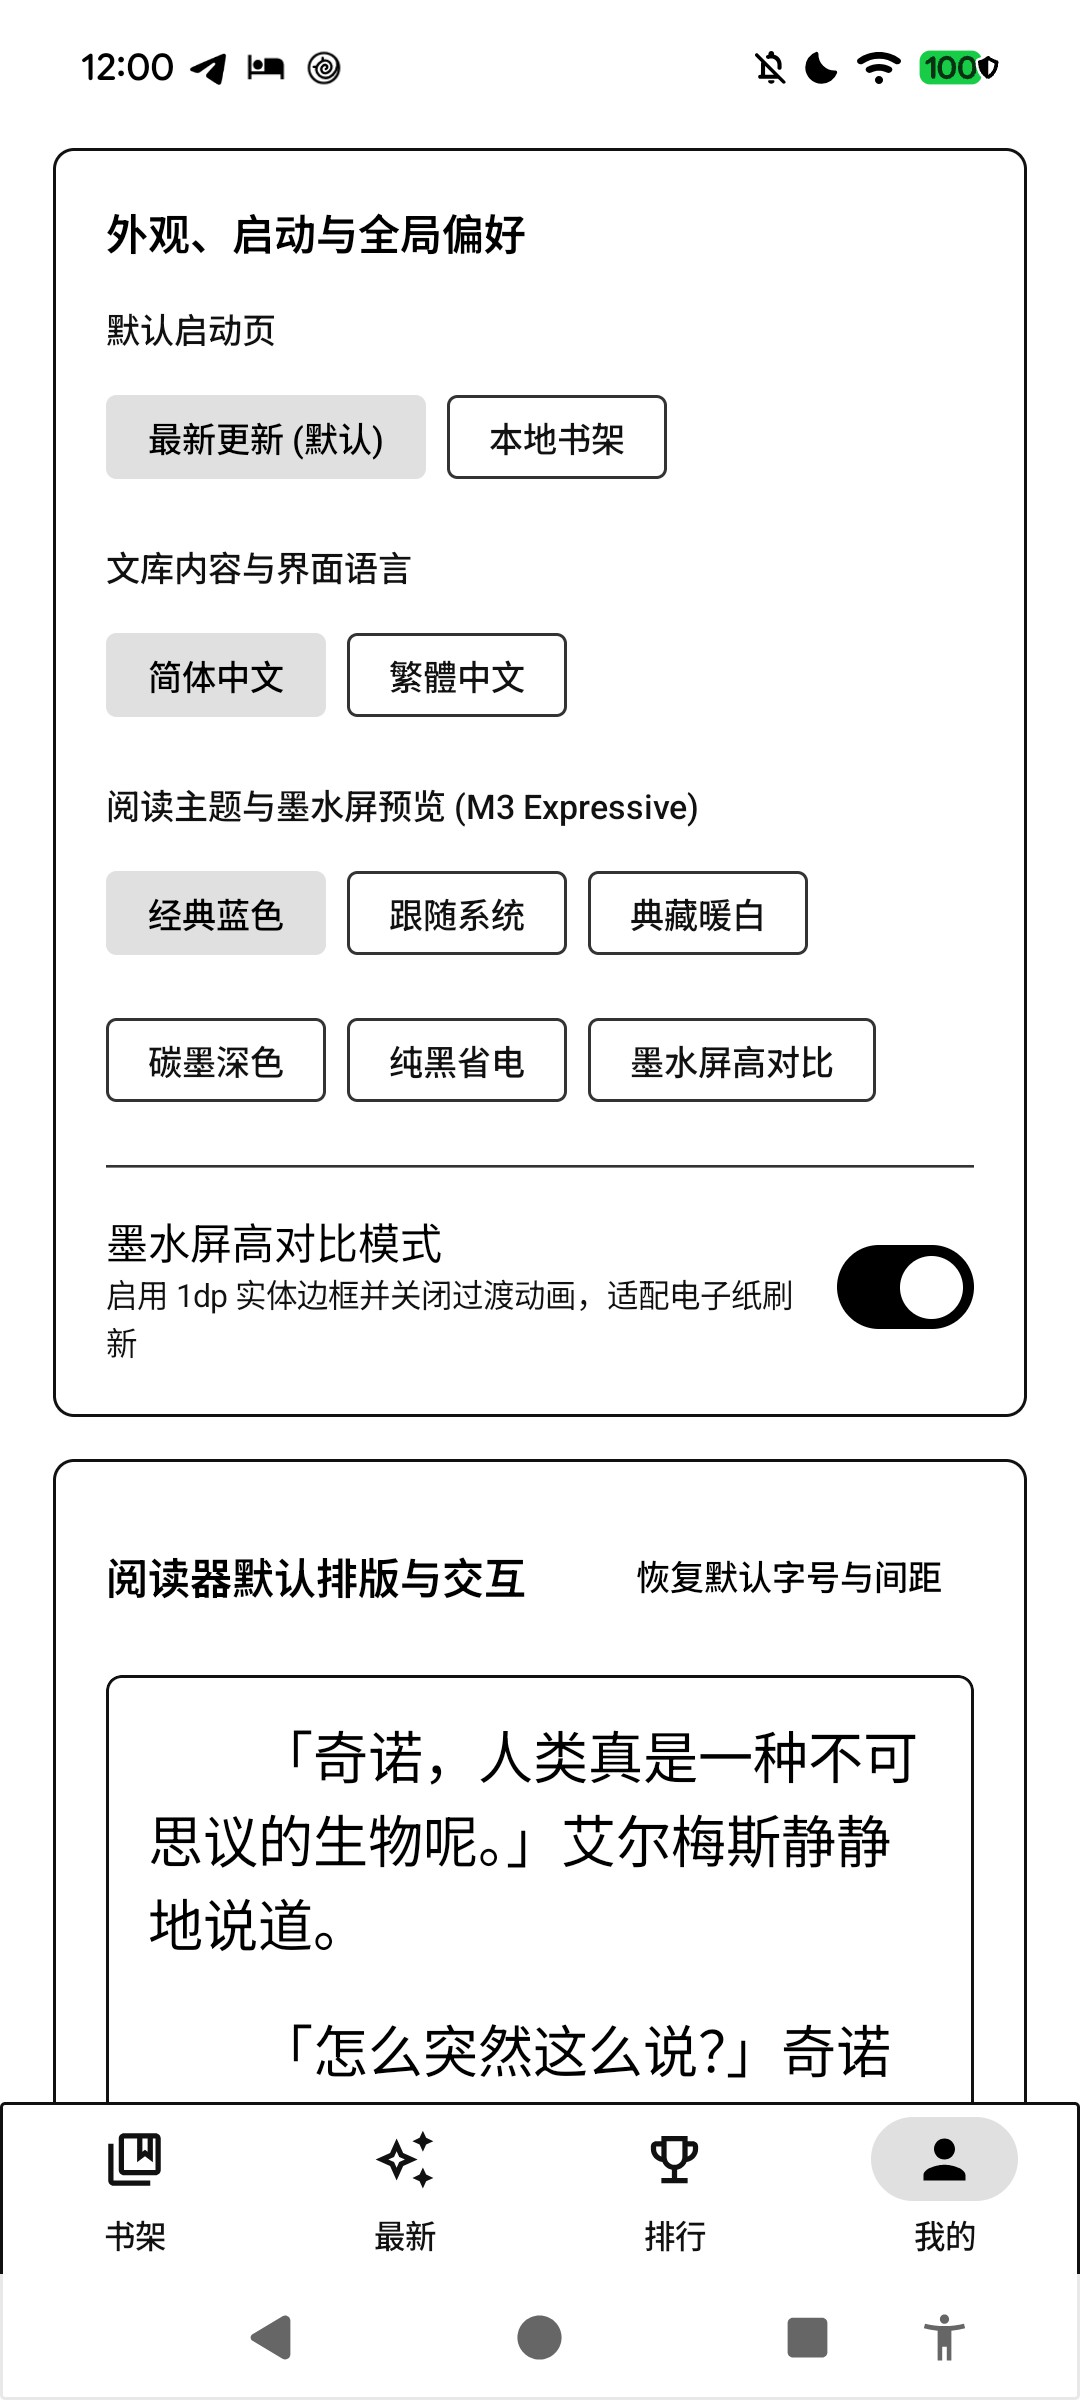 12:00
100
外观、启动与全局偏好
默认启动页
最新更新 (默认)
本地书架
文库内容与界面语言
简体中文
繁體中文
阅读主题与墨水屏预览 (M3 Expressive)
经典蓝色
跟随系统
典藏暖白
碳墨深色
纯黑省电
墨水屏高对比
墨水屏高对比模式
启用 1dp 实体边框并关闭过渡动画，适配电子纸刷
新
阅读器默认排版与交互
恢复默认字号与间距
「奇诺，人类真是一种不可
思议的生物呢。」艾尔梅斯静静
地说道。
「怎么突然这么说？」奇诺
书架
最新
排行
我的